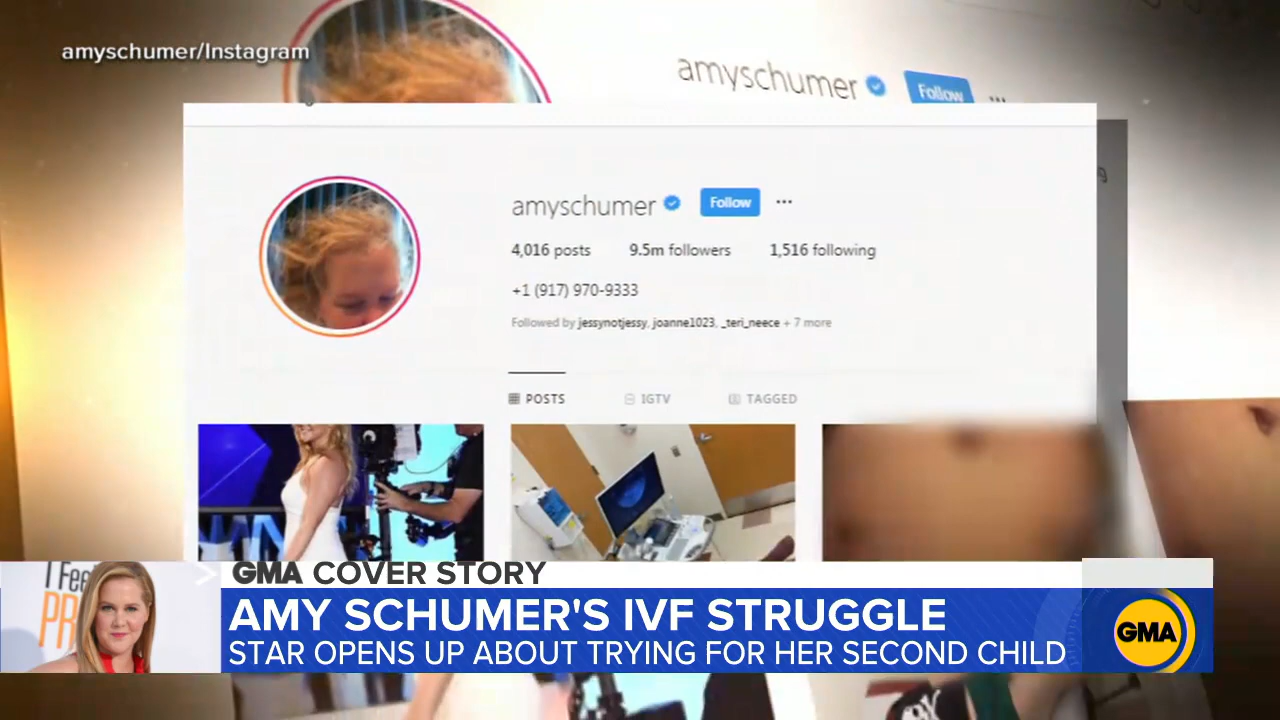 amyschumer/Instagram
amyschumer Follow ...
amyschumer Follow ...
4,016 posts 9.5m followers 1,516 following
+1 (917) 970-9333
Followed by jessynotjessy, joanne1023, _teri_neece + 7 more
POSTS IGTV TAGGED
I Fee
PR
GMA COVER STORY
AMY SCHUMER'S IVF STRUGGLE
STAR OPENS UP ABOUT TRYING FOR HER SECOND CHILD
GMA